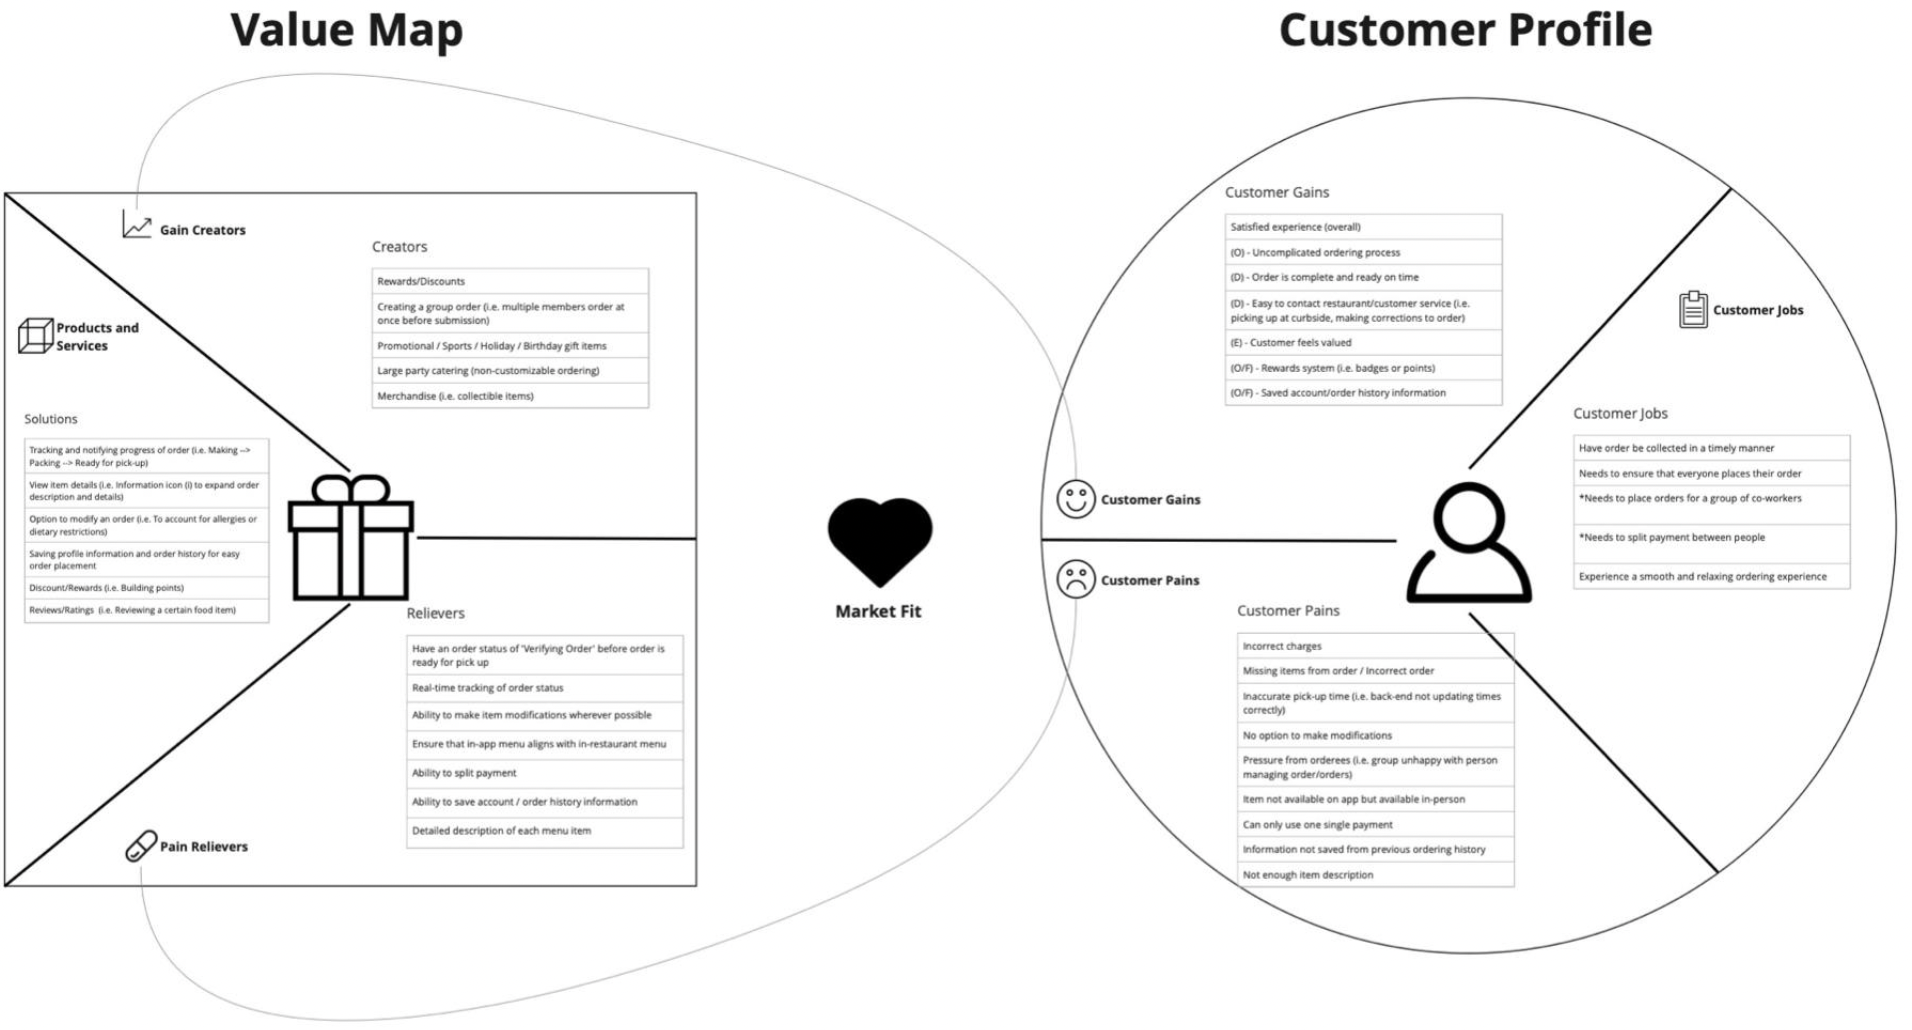 Value Map
Customer Profile
Gain Creators
Creators
Rewards/Discounts
Creating a group order (i.e. multiple members order at
once before submission)
Promotional / Sports / Holiday / Birthday gift items
Large party catering (non-customizable ordering)
Merchandise (i.e. collectible items)
Products and
Services
Solutions
Tracking and notifying progress of order (i.e. Making -->
Packing --> Ready for pick-up)
View item details (i.e. Information icon (i) to expand order
description and details)
Option to modify an order (i.e. To account for allergies or
dietary restrictions)
Saving profile information and order history for easy
order placement
Discount/Rewards (i.e. Building points)
Reviews/Ratings (i.e. Reviewing a certain food item)
Relievers
Have an order status of 'Verifying Order' before order is
ready for pick up
Real-time tracking of order status
Ability to make item modifications wherever possible
Ensure that in-app menu aligns with in-restaurant menu
Ability to split payment
Ability to save account / order history information
Detailed description of each menu item
Pain Relievers
Market Fit
Customer Gains
Satisfied experience (overall)
(O) - Uncomplicated ordering process
(D) - Order is complete and ready on time
(D) - Easy to contact restaurant/customer service (i.e.
picking up at curbside, making corrections to order)
(E) - Customer feels valued
(O/F) - Rewards system (i.e. badges or points)
(O/F) - Saved account/order history information
Customer Gains
Customer Jobs
Customer Jobs
Have order be collected in a timely manner
Needs to ensure that everyone places their order
*Needs to place orders for a group of co-workers
*Needs to split payment between people
Experience a smooth and relaxing ordering experience
Customer Pains
Customer Pains
Incorrect charges
Missing items from order / Incorrect order
Inaccurate pick-up time (i.e. back-end not updating times
correctly)
No option to make modifications
Pressure from orderees (i.e. group unhappy with person
managing order/orders)
Item not available on app but available in-person
Can only use one single payment
Information not saved from previous ordering history
Not enough item description